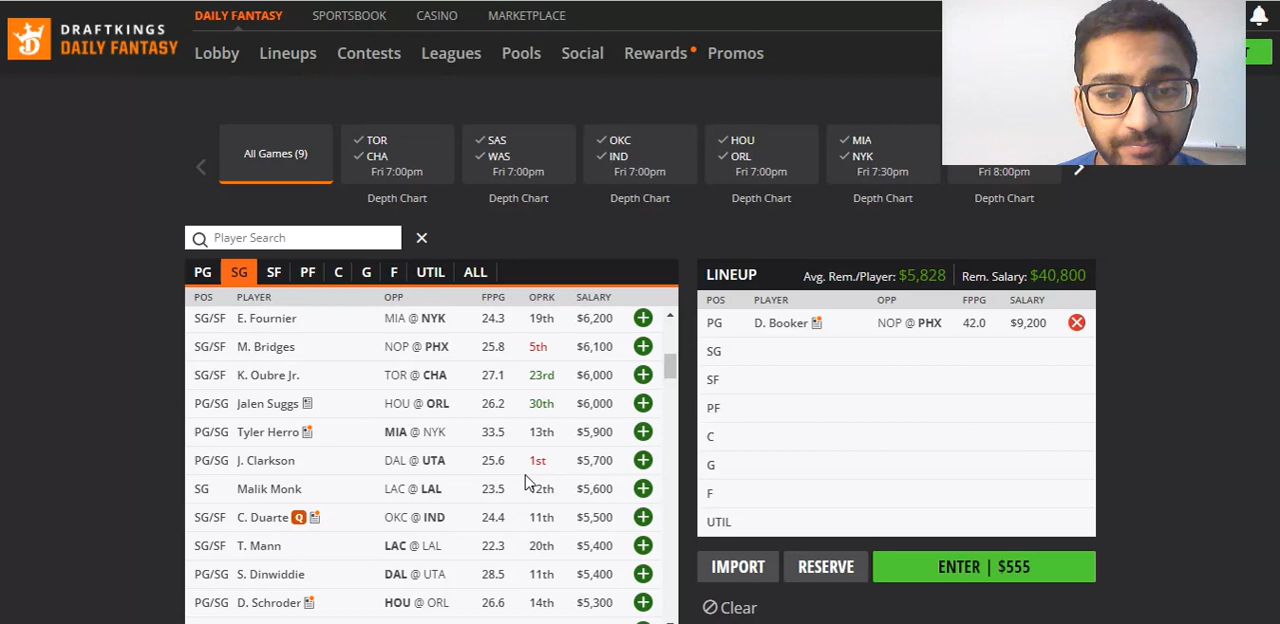 DRAFTKINGS
DAILY FANTASY
DAILY FANTASY SPORTSBOOK CASINO MARKETPLACE
Lobby Lineups Contests Leagues Pools Social Rewards Promos
T
All Games (9)
TOR
CHA
Fri 7:00pm
Depth Chart
SAS
WAS
Fri 7:00pm
Depth Chart
OKC
IND
Fri 7:00pm
Depth Chart
HOU
ORL
Fri 7:00pm
Depth Chart
MIA
NYK
Fri 7:30pm
Depth Chart
Fri 8:00pm
Depth Chart
Player Search
PG SG SF PF C G F UTIL ALL
POS PLAYER OPP FPPG OPRK SALARY
SG/SF E. Fournier MIA @ NYK 24.3 19th $6,200
SG/SF M. Bridges NOP @ PHX 25.8 5th $6,100
SG/SF K. Oubre Jr. TOR @ CHA 27.1 23rd $6,000
PG/SG Jalen Suggs HOU @ ORL 26.2 30th $6,000
PG/SG Tyler Herro MIA @ NYK 33.5 13th $5,900
PG/SG J. Clarkson DAL @ UTA 25.6 1st $5,700
SG Malik Monk LAC @ LAL 23.5 $5,600
SG/SF C. Duarte Q OKC @ IND 24.4 11th $5,500
SG/SF T. Mann LAC @ LAL 22.3 20th $5,400
PG/SG S. Dinwiddie DAL @ UTA 28.5 11th $5,400
PG/SG D. Schroder HOU @ ORL 26.6 14th $5,300
LINEUP Avg. Rem./Player: $5,828 Rem. Salary: $40,800
POS PLAYER OPP FPPG SALARY
PG D. Booker NOP @ PHX 42.0 $9,200
SG
SF
PF
C
G
F
UTIL
IMPORT RESERVE ENTER | $555
Clear